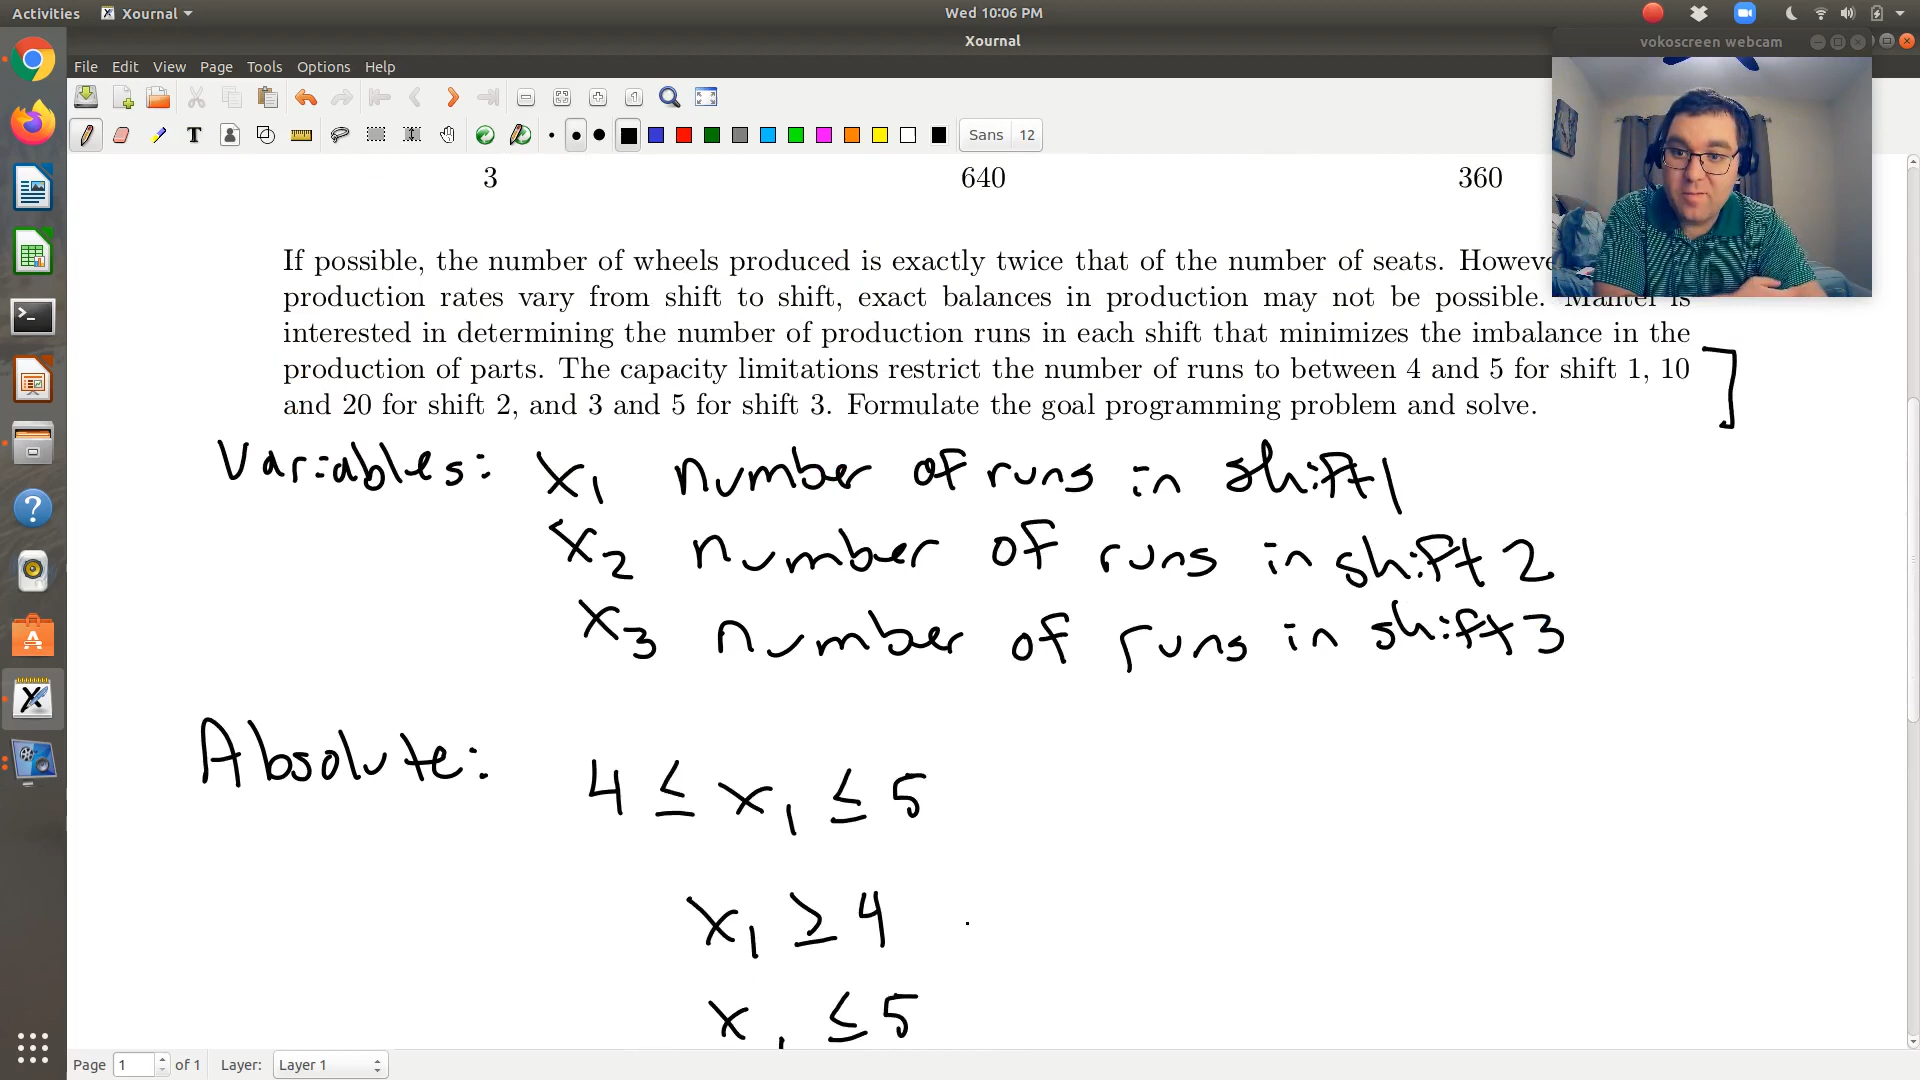 Activities Xournal Wed 10:06 PM
Xournal
vokoscreen webcam
File Edit View Page Tools Options Help
Sans 12
3 640 360
If possible, the number of wheels produced is exactly twice that of the number of seats. Howeve
production rates vary from shift to shift, exact balances in production may not be possible. Mantel is
interested in determining the number of production runs in each shift that minimizes the imbalance in the
production of parts. The capacity limitations restrict the number of runs to between 4 and 5 for shift 1, 10
and 20 for shift 2, and 3 and 5 for shift 3. Formulate the goal programming problem and solve.
Variables: x₁ number of runs in shift 1
x₂ number of runs in shift 2
x₃ number of runs in shift 3
Absolute: 4 ≤ x₁ ≤ 5
x₁ ≥ 4
x₁ ≤ 5
Page 1 of 1 Layer: Layer 1